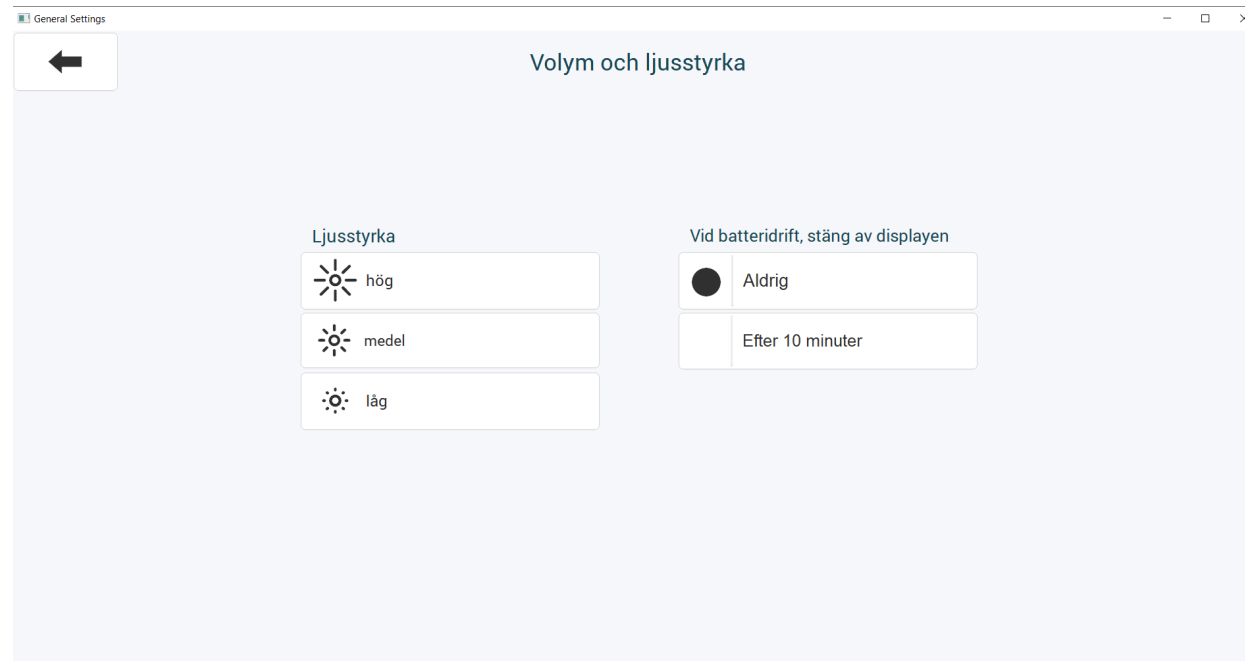 General Settings
Volym och ljusstyrka
Ljusstyrka
hög
medel
låg
Vid batteridrift, stäng av displayen
Aldrig
Efter 10 minuter